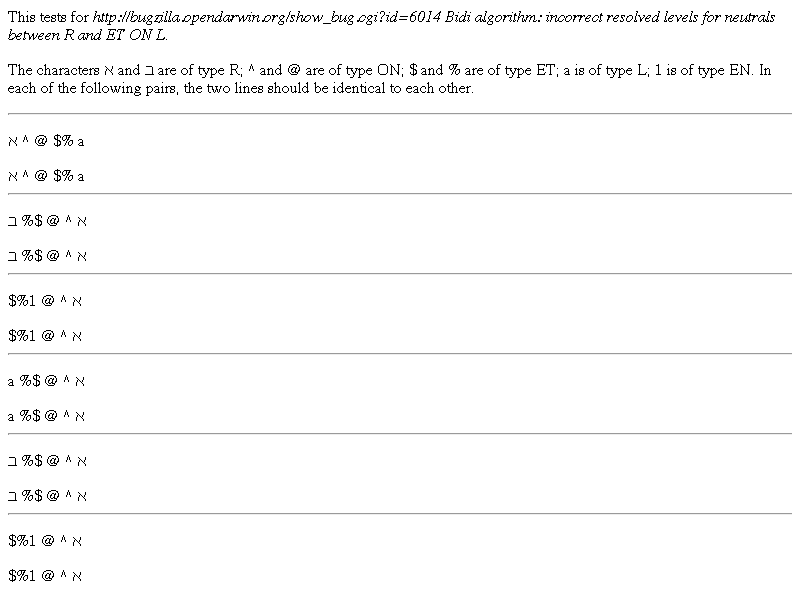 This tests for http://bugzilla.opendarwin.org/show_bug.cgi?id=6014 Bidi algorithm: incorrect resolved levels for neutrals
between R and ET ON L.
The characters א and ב are of type R; ^ and @ are of type ON; $ and % are of type ET; a is of type L; 1 is of type EN. In
each of the following pairs, the two lines should be identical to each other.
א ^ @ $% a
א ^ @ $% a
ב %$ @ ^ א
ב %$ @ ^ א
$%1 @ ^ א
$%1 @ ^ א
a %$ @ ^ א
a %$ @ ^ א
ב %$ @ ^ א
ב %$ @ ^ א
$%1 @ ^ א
$%1 @ ^ א